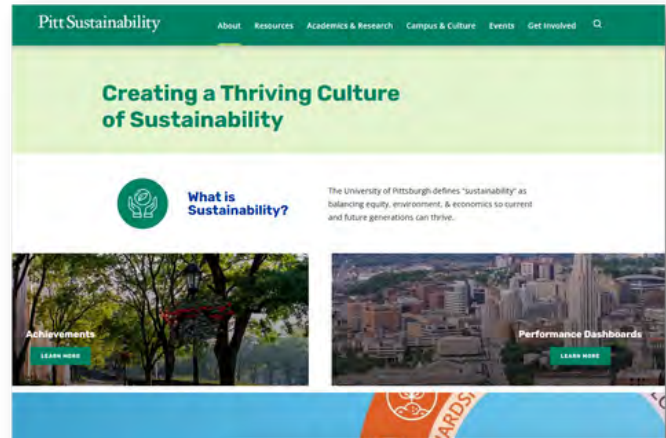 Pitt Sustainability
About Resources Academics & Research Campus & Culture Events Get Involved
Creating a Thriving Culture
of Sustainability
What is
Sustainability?
The University of Pittsburgh defines "sustainability" as
balancing equity, environment, & economics so current
and future generations can thrive.
Achievements
LEARN MORE
Performance Dashboards
LEARN MORE